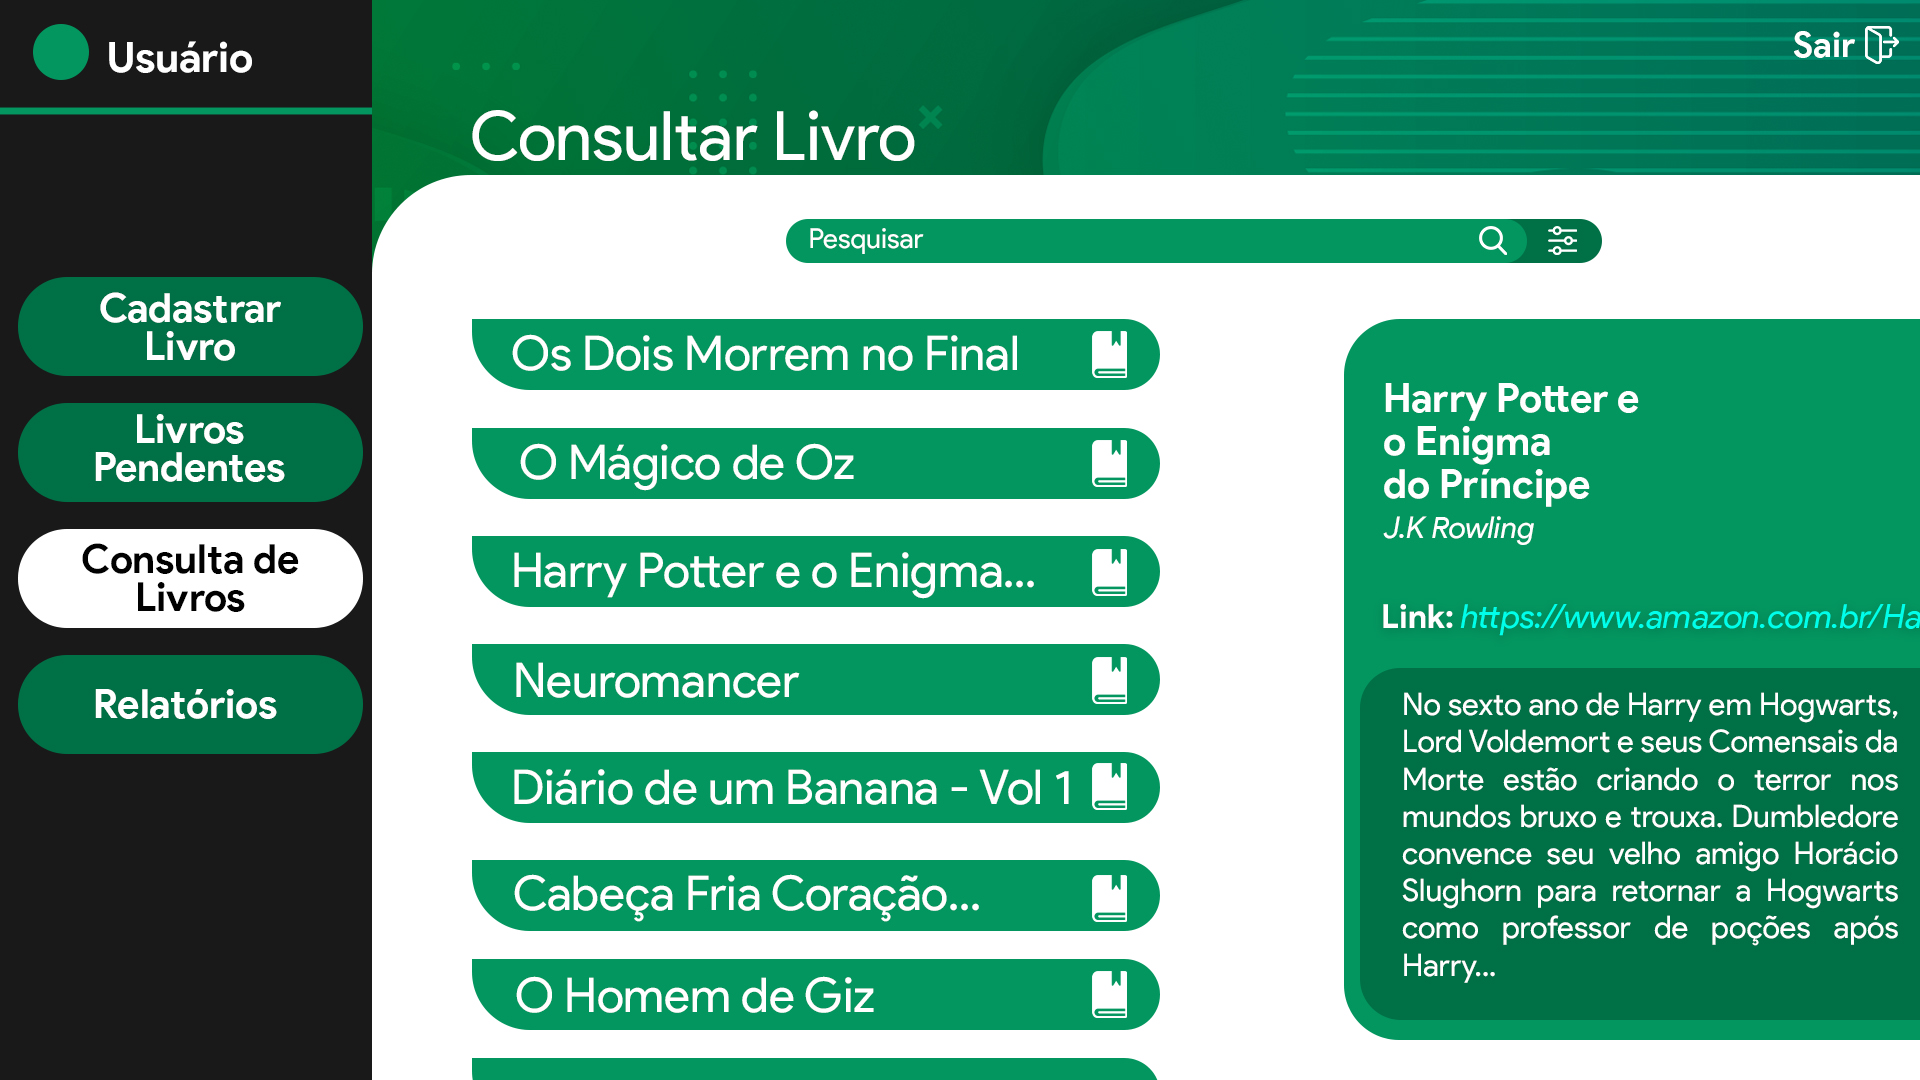 Usuário
Sair
Consultar Livro
Pesquisar
Cadastrar
Livro
Livros
Pendentes
Consulta de
Livros
Relatórios
Os Dois Morrem no Final
O Mágico de Oz
Harry Potter e o Enigma...
Neuromancer
Diário de um Banana - Vol 1
Cabeça Fria Coração...
O Homem de Giz
Harry Potter e
o Enigma
do Príncipe
J.K Rowling
Link: https://www.amazon.com.br/Ha
No sexto ano de Harry em Hogwarts,
Lord Voldemort e seus Comensais da
Morte estão criando o terror nos
mundos bruxo e trouxa. Dumbledore
convence seu velho amigo Horácio
Slughorn para retornar a Hogwarts
como professor de poções após
Harry...